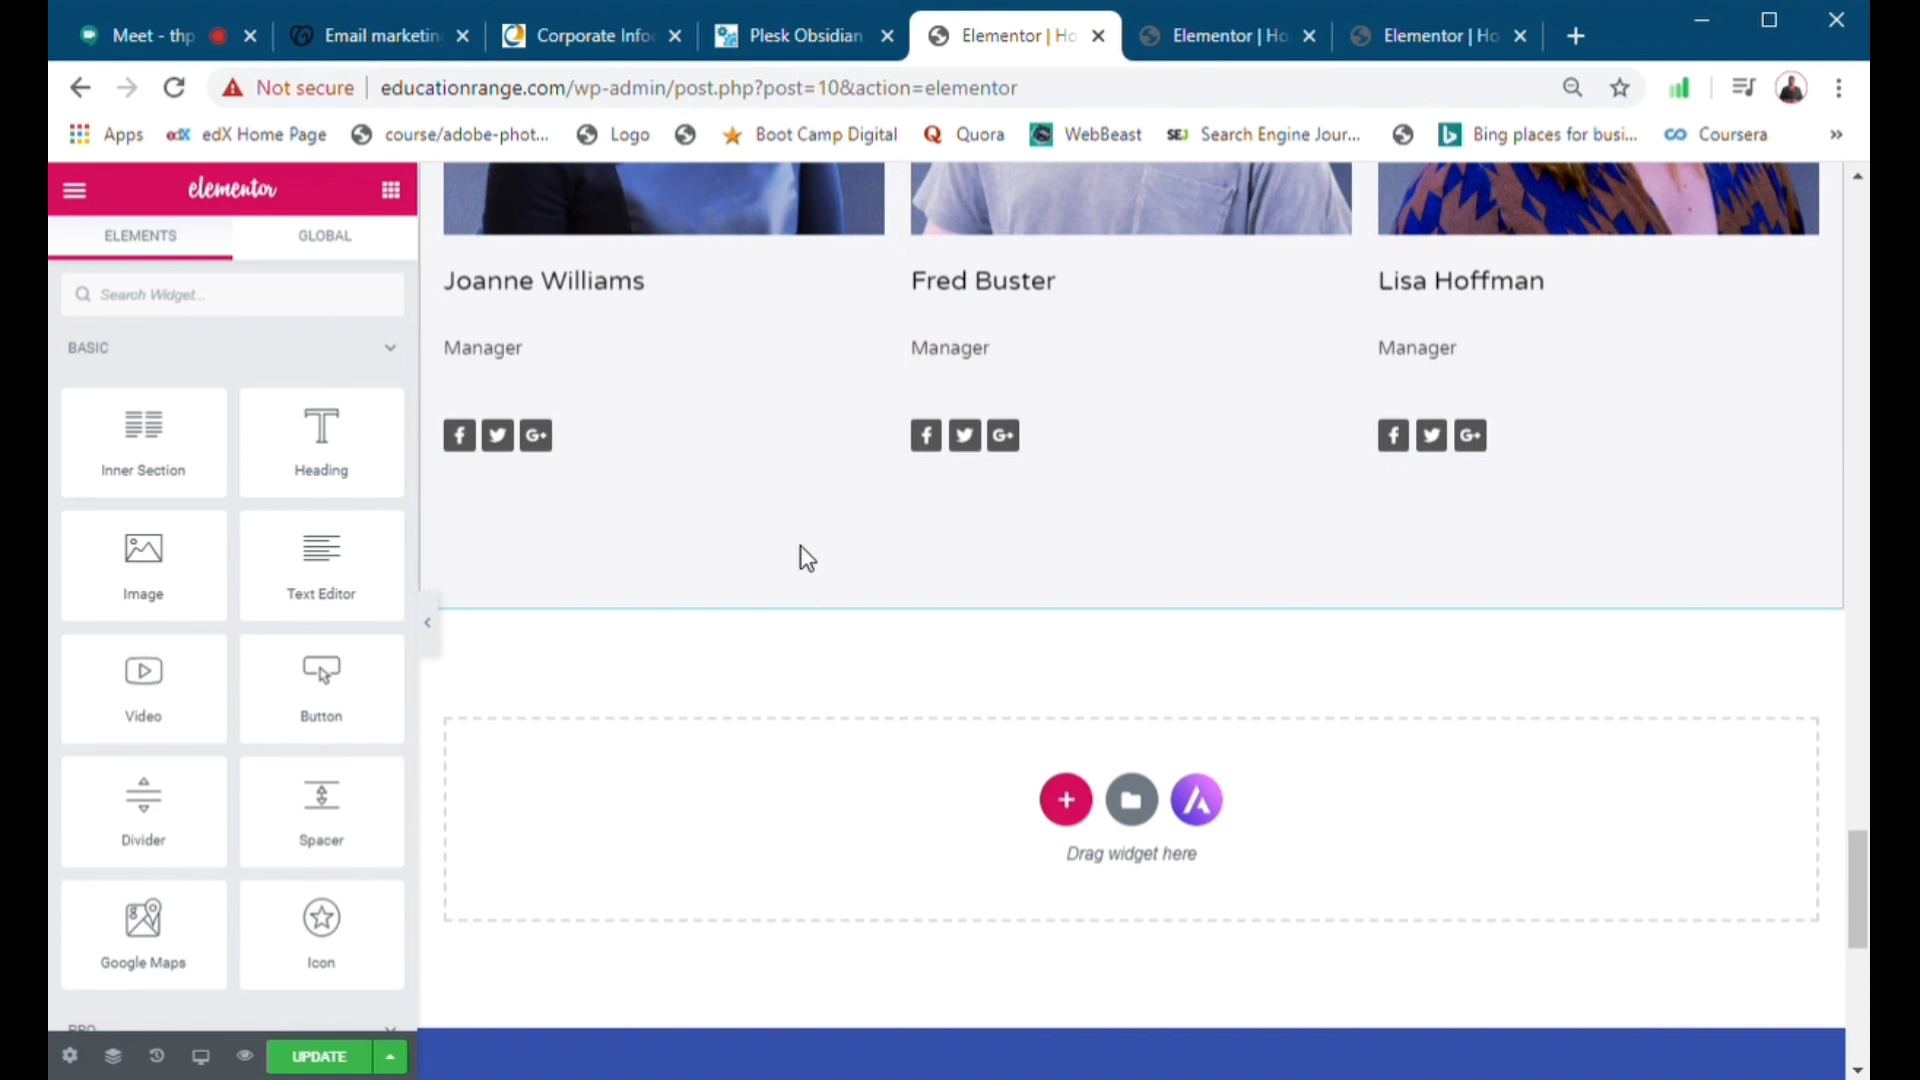 Meet - thp
Email marketin
Corporate Info
Plesk Obsidian
Elementor | Ho
Elementor | Ho
Elementor | Ho
Not secure
educationrange.com/wp-admin/post.php?post=10&action=elementor
Apps
edX
edX Home Page
course/adobe-phot...
Logo
Boot Camp Digital
Quora
WebBeast
SEJ
Search Engine Jour...
Bing places for busi...
Coursera
elementor
ELEMENTS
GLOBAL
Search Widget...
BASIC
Inner Section
Heading
Image
Text Editor
Video
Button
Divider
Spacer
Google Maps
Icon
PRO
UPDATE
Joanne Williams
Fred Buster
Lisa Hoffman
Manager
Manager
Manager
Drag widget here